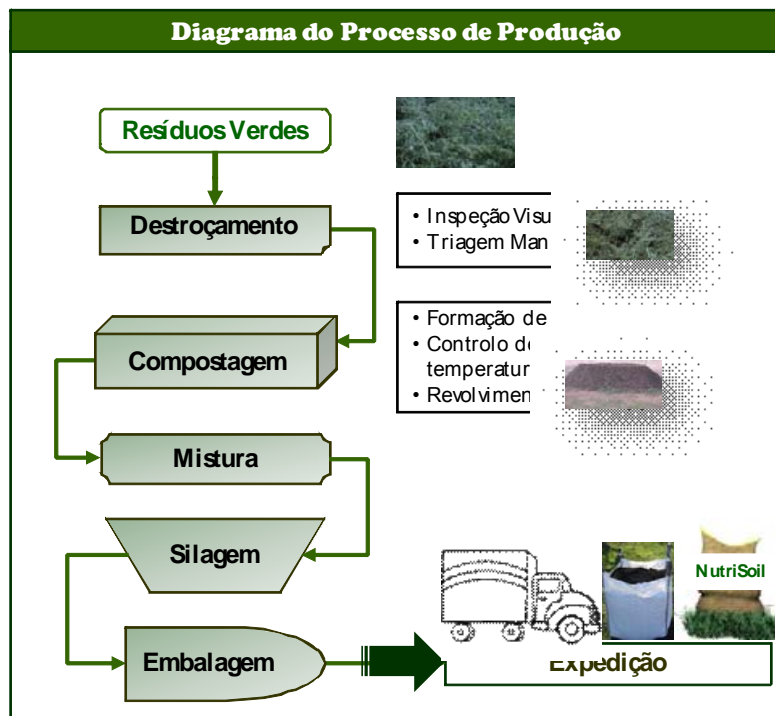 Diagrama do Processo de Produção
Resíduos Verdes
Destroçamento
• Inspeção Visu
• Triagem Man
Compostagem
• Formação de
• Controlo de
temperatur
• Revolvimen
Mistura
Silagem
NutriSoil
Embalagem
Expedição